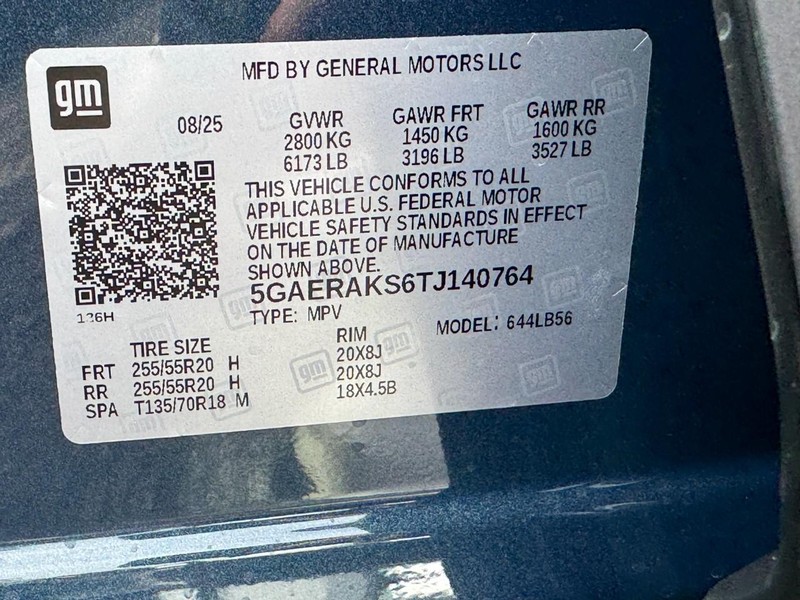 gm
MFD BY GENERAL MOTORS LLC
08/25
GVWR GAWR FRT GAWR RR
2800 KG 1450 KG 1600 KG
6173 LB 3196 LB 3527 LB
THIS VEHICLE CONFORMS TO ALL
APPLICABLE U.S. FEDERAL MOTOR
VEHICLE SAFETY STANDARDS IN EFFECT
ON THE DATE OF MANUFACTURE
SHOWN ABOVE.
5GAERAKS6TJ140764
126H
TYPE: MPV MODEL: 644LB56
TIRE SIZE RIM
FRT 255/55R20 H 20X8J
RR 255/55R20 H 20X8J
SPA T135/70R18 M 18X4.5B